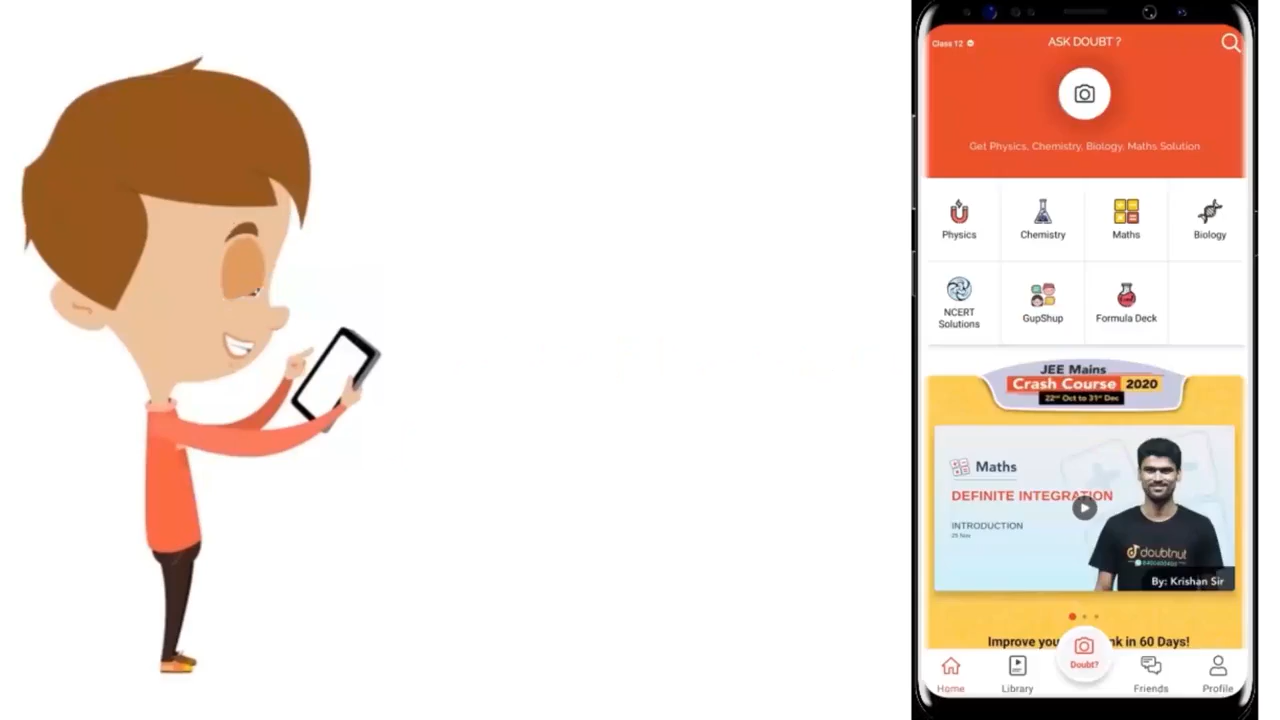 Class 12
ASK DOUBT ?
Get Physics, Chemistry, Biology, Maths Solution
Physics
Chemistry
Maths
Biology
NCERT
Solutions
GupShup
Formula Deck
JEE Mains
Crash Course 2020
22nd Oct to 31st Dec
Maths
DEFINITE INTEGRATION
INTRODUCTION
doubtnut
By: Krishan Sir
in 60 Days!
Doubt?
Home
Library
Friends
Profile